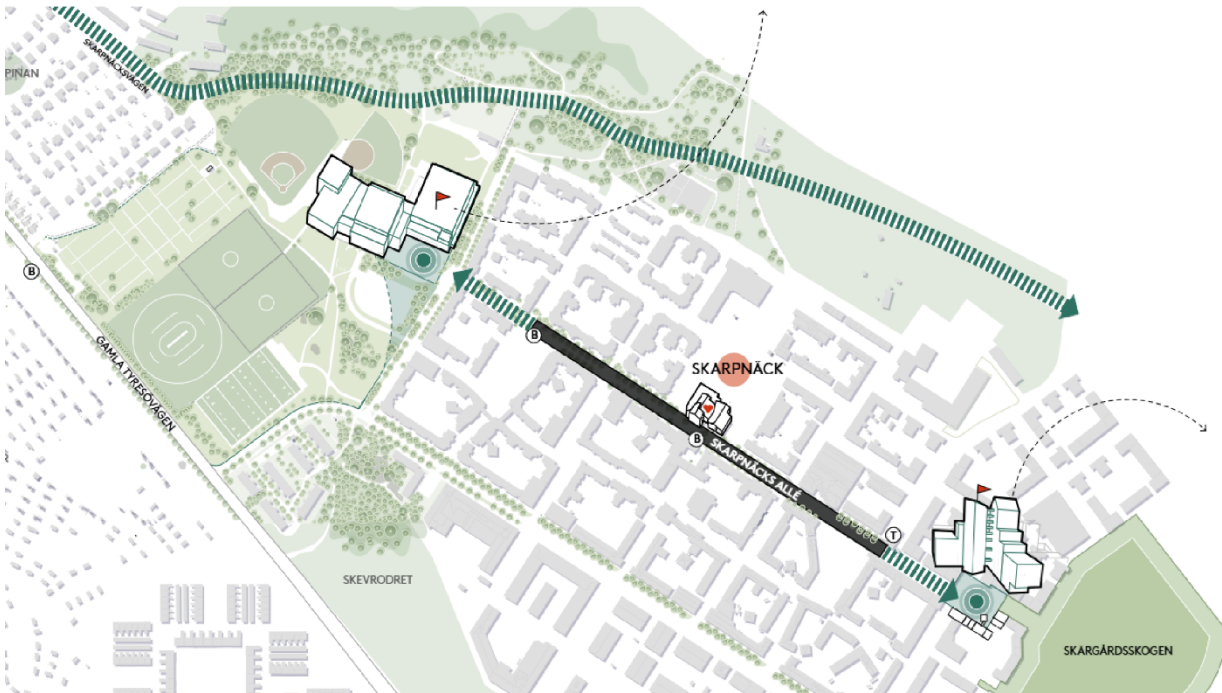 SKARPNÄCKSVÄGEN
PINAN
B
GAMLA TYRESÖVÄGEN
B
SKARPNÄCK
B
SKARPNÄCKS ALLÉ
T
SKEVRODRET
SKARGÅRDSSKOGEN